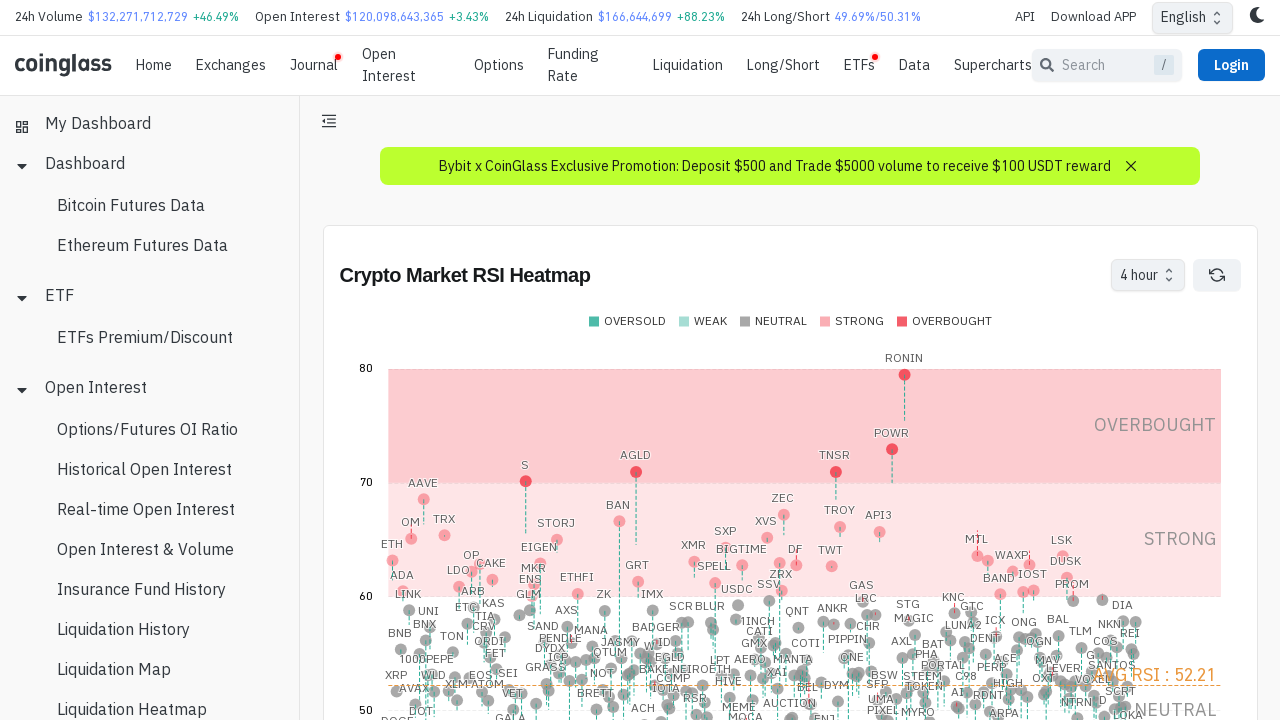 24h Volume $132,271,712,729 +46.49% Open Interest $120,098,643,365 +3.43% 24h Liquidation $166,644,699 +88.23% 24h Long/Short 49.69%/50.31% API Download APP English
coinglass Home Exchanges Journal Open Interest Options Funding Rate Liquidation Long/Short ETFs Data Supercharts Search / Login
My Dashboard
Dashboard
Bitcoin Futures Data
Ethereum Futures Data
ETF
ETFs Premium/Discount
Open Interest
Options/Futures OI Ratio
Historical Open Interest
Real-time Open Interest
Open Interest & Volume
Insurance Fund History
Liquidation History
Liquidation Map
Liquidation Heatmap
Bybit x CoinGlass Exclusive Promotion: Deposit $500 and Trade $5000 volume to receive $100 USDT reward
Crypto Market RSI Heatmap
4 hour
OVERSOLD WEAK NEUTRAL STRONG OVERBOUGHT
RONIN
80
OVERBOUGHT
POWR
S AGLD TNSR
70
AAVE
ZEC
BAN
TROY API3
OM TRX STORJ XVS
SXP
MTL LSK
STRONG
ETH EIGEN XMR BIGTIME DF TWT
OP LDO CAKE MKR GRT SPELL WAXP DUSK
ADA ENS ETHFI ZRX BAND IOST
SSV GAS PROM
LINK ARB GLM ZK IMX USDC LRC KNC
60
UNI ETC KAS AXS SCR BLUR QNT ANKR STG GTC DIA
BNX TIA CRV SAND MANA BADGER 1INCH CATI CHR MAGIC LUNA2 ICX ONG BAL NKN
BNB TON ORDI PENDLE JASMY GMX COTI PIPPIN AXL BAT DENT OGN TLM COS REI
100 PEPE FET DYDX ICP QTUM EGLD PT AERO MANTA ONE PHA PORTAL PERP ACE MAV
XRP WLD EOS SEI GRASS NOT BAKE NEIROETH XAI BSW STEEM C98 LEVER SANTOS
AVG RSI : 52.21
AVAX XLM ATOM VET BRETT COMP IOTA HIVE BEL DYM SFP TOKEN AI HIGH OXT VOXEL
DOT ACH RSR MEME AUCTION UMA RONT NTRN SCRT
GALA MOCA ENJ PIXEL MYRO ARPA LOKA
NEUTRAL